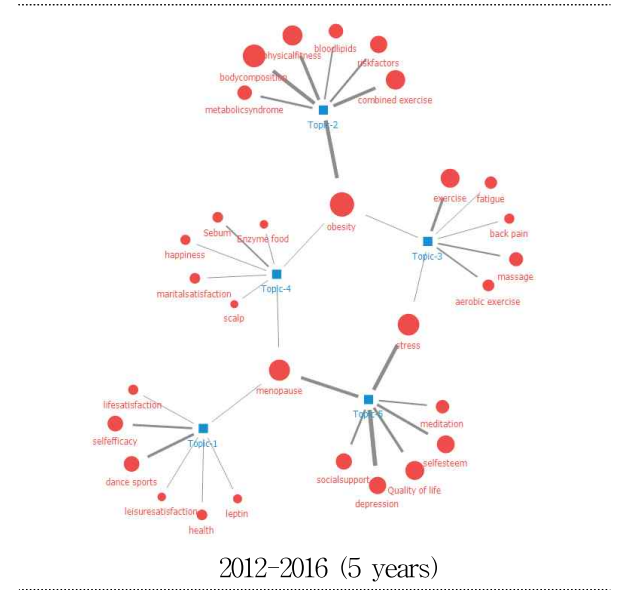 bloodlipids
physicalfitness
riskfactors
bodycomposition
combined exercise
metabolicsyndrome
Topic-2
exercise
fatigue
obesity
Sebum
Enzyme food
back pain
happiness
Topic-3
massage
Topic-4
maritalsatisfaction
aerobic exercise
scalp
stress
menopause
lifesatisfaction
Topic-5
meditation
selfefficacy
Topic-1
selfesteem
dance sports
socialsupport
Quality of life
depression
leisuresatisfaction
leptin
health
2012-2016 (5 years)